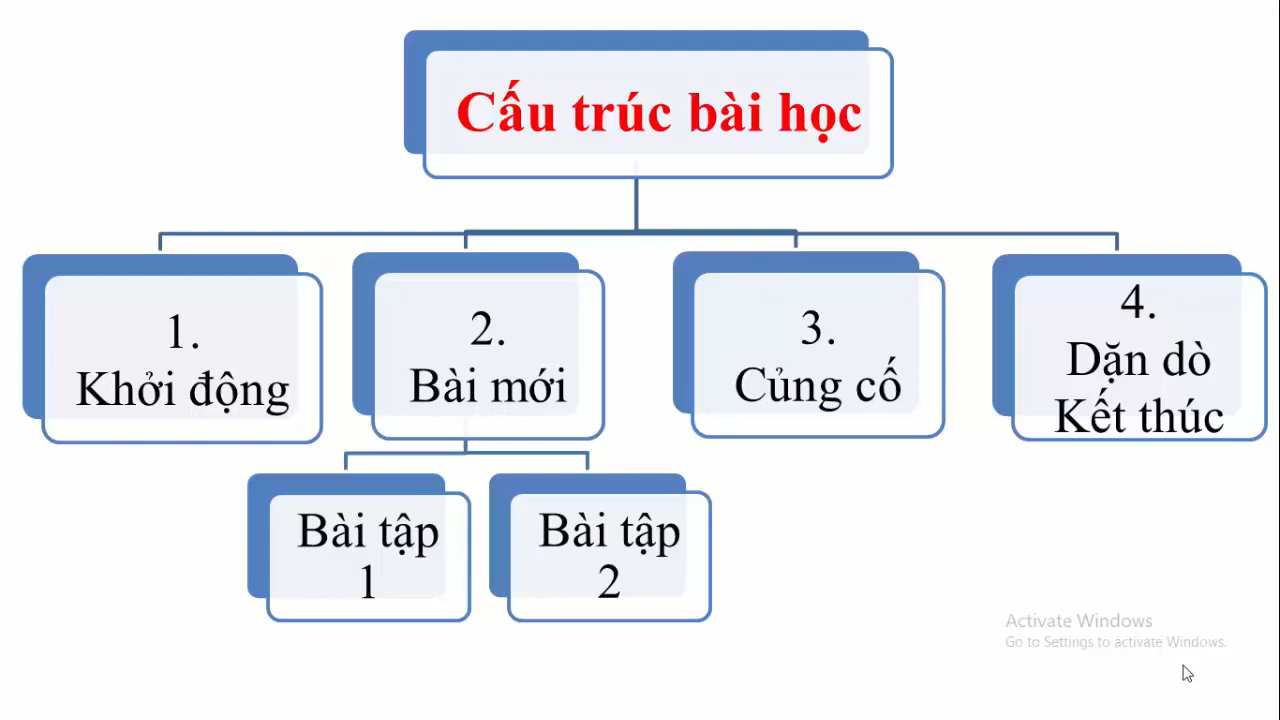 Cấu trúc bài học
1.
Khởi động
2.
Bài mới
3.
Củng cố
4.
Dặn dò
Kết thúc
Bài tập
1
Bài tập
2
Activate Windows
Go to Settings to activate Windows.